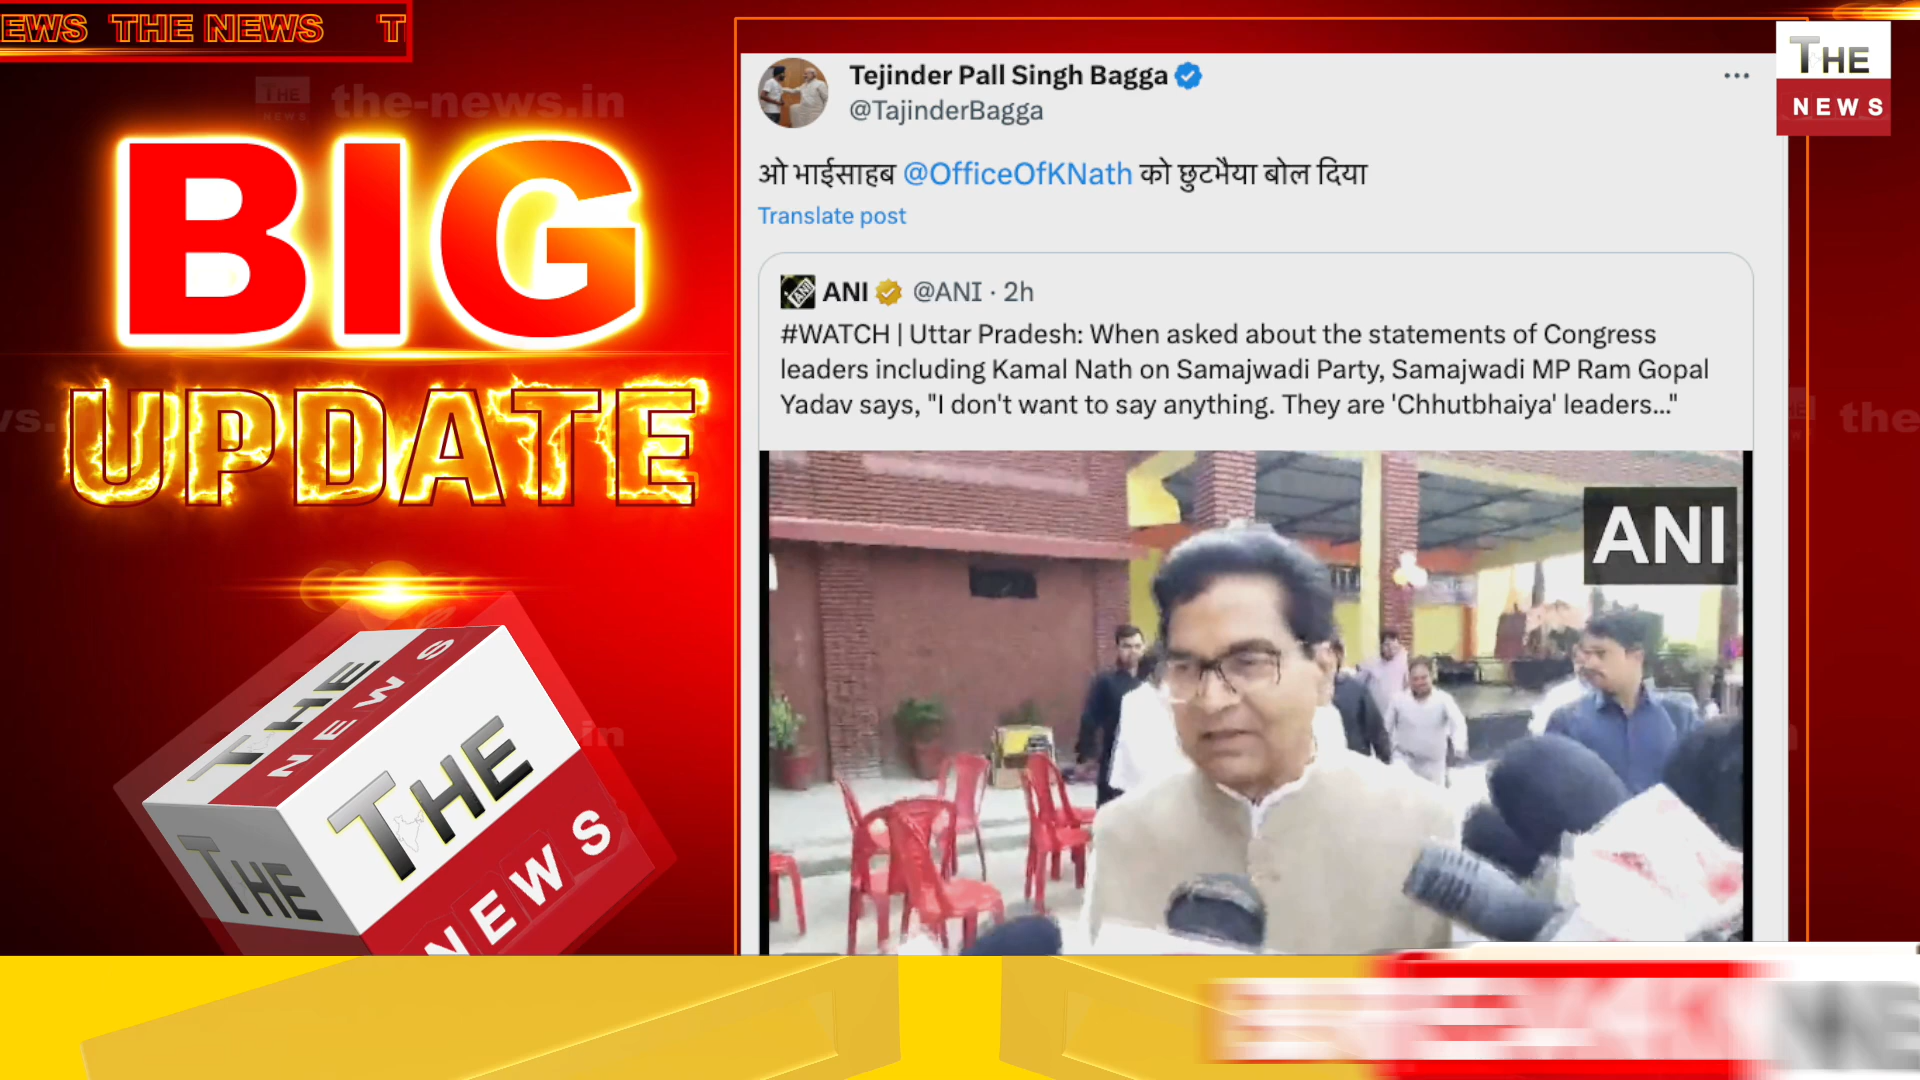 EWS THE NEWS T
THE NEWS
the-news.in
BIG
UPDATE
THE
NEWS
THE
NEWS
THE
Tejinder Pall Singh Bagga
@TajinderBagga
ओ भाईसाहब @OfficeOfKNath को छुटभैया बोल दिया
Translate post
ANI @ANI · 2h
#WATCH | Uttar Pradesh: When asked about the statements of Congress
leaders including Kamal Nath on Samajwadi Party, Samajwadi MP Ram Gopal
Yadav says, "I don't want to say anything. They are 'Chhutbhaiya' leaders..."
ANI
THE
NEWS
the